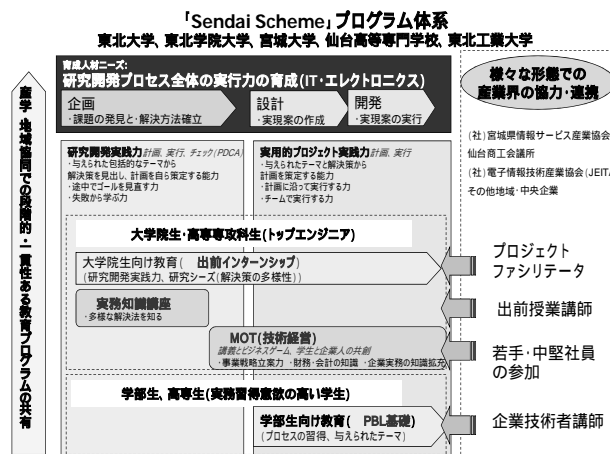 「Sendai Scheme」プログラム体系
東北大学、東北学院大学、宮城大学、仙台高等専門学校、東北工業大学
育成人材ニーズ:
研究開発プロセス全体の実行力の育成(IT・エレクトロニクス)
企画
・課題の発見と・解決方法確立
設計
・実現案の作成
開発
・実現案の実行
様々な形態での
産業界の協力・連携
(社)宮城県情報サービス産業協会
仙台商工会議所
(社)電子情報技術産業協会(JEITA
その他地域・中央企業
産学・地域協同での段階的・一貫性ある教育プログラムの共有
研究開発実践力計画、実行、チェック(PDCA)
・与えられた包括的なテーマから
解決策を見出し、計画を自ら策定する能力
・途中でゴールを見直す力
・失敗から学ぶ力
実用的プロジェクト実践力計画、実行
・与えられたテーマと解決策から
計画を策定する能力
・計画に沿って実行する力
・チームで実行する力
大学院生・高専専攻科生(トップエンジニア)
大学院生向け教育( 出前インターンシップ)
(研究開発実践力、研究シーズ(解決策の多様性))
実務知識講座
・多様な解決法を知る
MOT(技術経営)
講義とビジネスゲーム、学生と企業人の共創
・事業戦略立案力 ・財務・会計の知識 ・企業実務の知識拡充
学部生、高専生(実務習得意欲の高い学生)
学部生向け教育( PBL基礎)
(プロセスの習得、与えられたテーマ)
プロジェクト
ファシリテータ
出前授業講師
若手・中堅社員
の参加
企業技術者講師